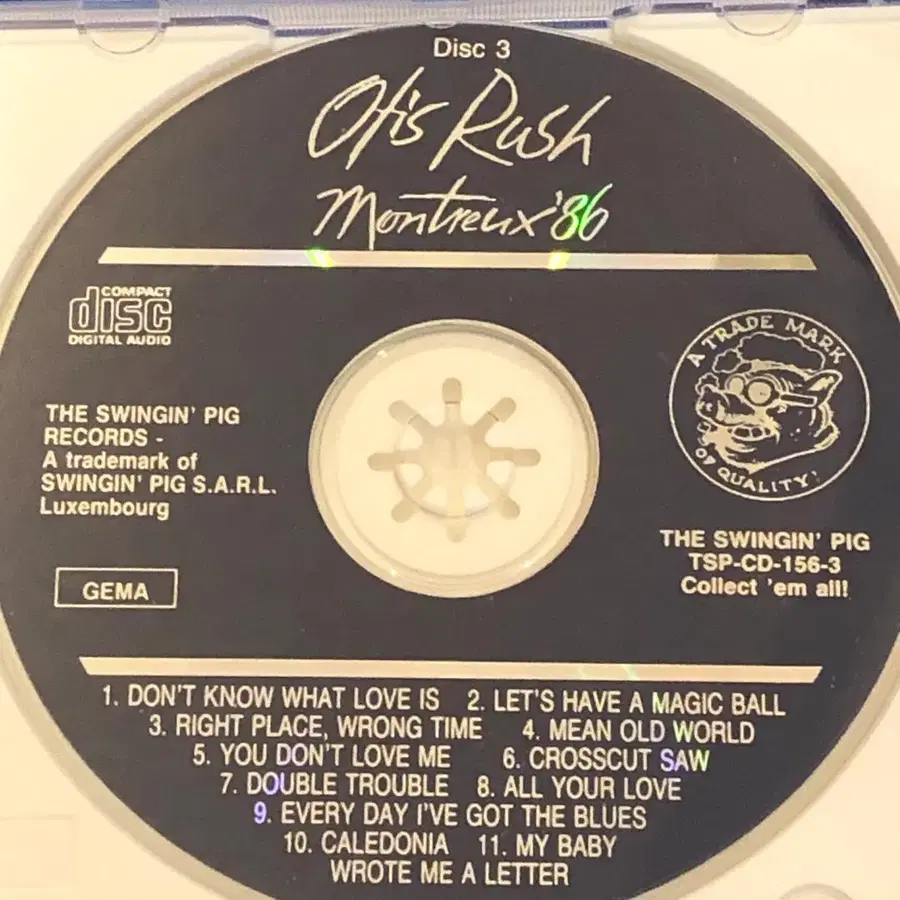 Disc 3
Otis Rush
Montreux '86
COMPACT
disc
DIGITAL AUDIO
A TRADE MARK
OF QUALITY!
THE SWINGIN' PIG
RECORDS -
A trademark of
SWINGIN' PIG S.A.R.L.
Luxembourg
GEMA
THE SWINGIN' PIG
TSP-CD-156-3
Collect 'em all!
1. DON'T KNOW WHAT LOVE IS 2. LET'S HAVE A MAGIC BALL
3. RIGHT PLACE, WRONG TIME 4. MEAN OLD WORLD
5. YOU DON'T LOVE ME 6. CROSSCUT SAW
7. DOUBLE TROUBLE 8. ALL YOUR LOVE
9. EVERY DAY I'VE GOT THE BLUES
10. CALEDONIA 11. MY BABY
WROTE ME A LETTER